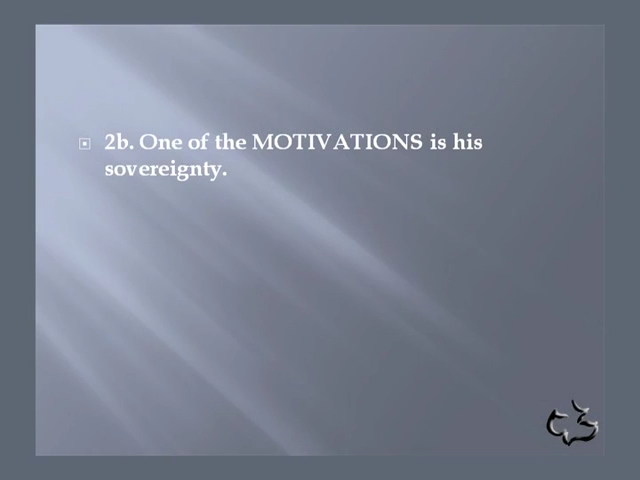 2b. One of the MOTIVATIONS is his
sovereignty.